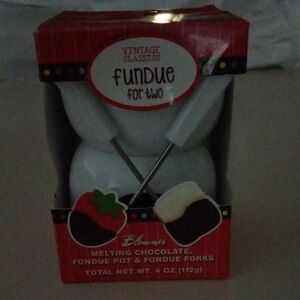 VINTAGE
CLASSICS
FUNDUE
for two
Blommer
MELTING CHOCOLATE,
FONDUE POT & FONDUE FORKS
TOTAL NET WT. 4 OZ (112g)